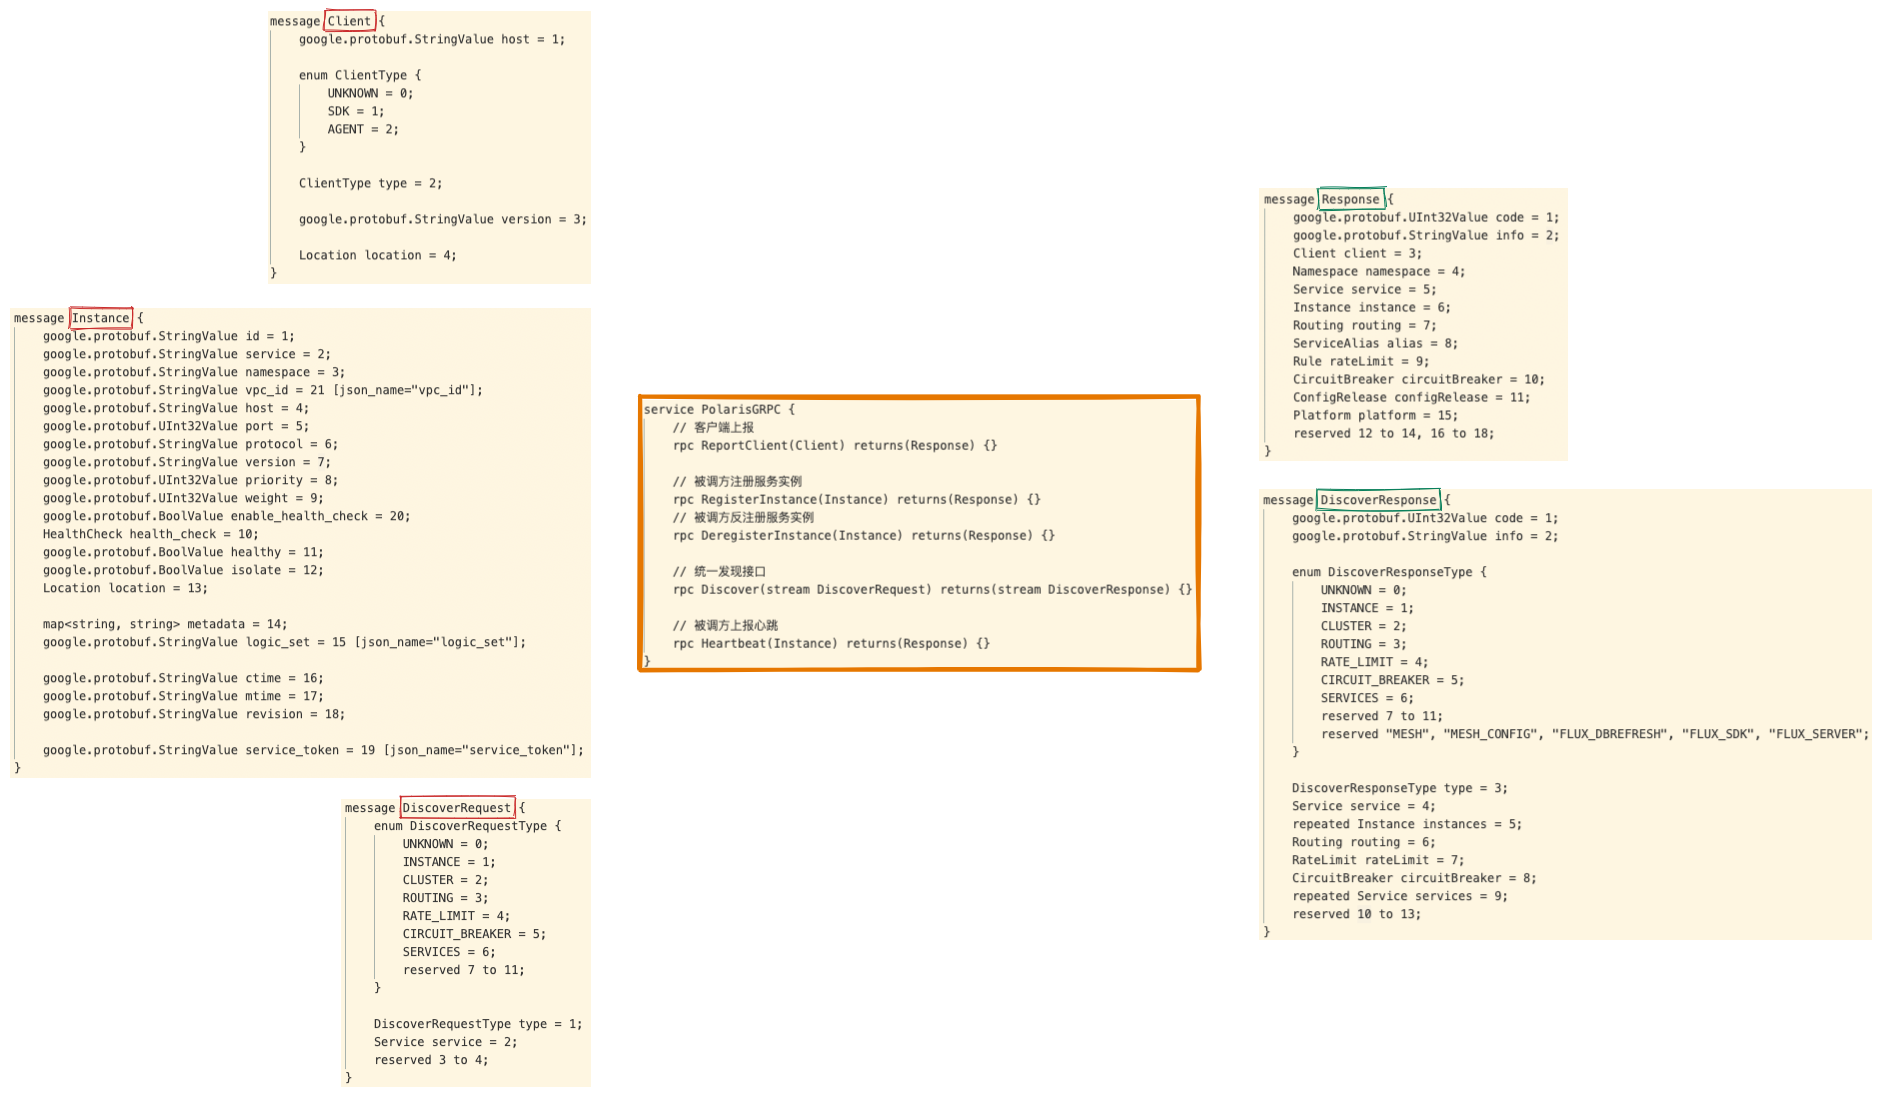 message Client {
google.protobuf.StringValue host = 1;
enum ClientType {
UNKNOWN = 0;
SDK = 1;
AGENT = 2;
}
ClientType type = 2;
google.protobuf.StringValue version = 3;
Location location = 4;
}
message Instance {
google.protobuf.StringValue id = 1;
google.protobuf.StringValue service = 2;
google.protobuf.StringValue namespace = 3;
google.protobuf.StringValue vpc_id = 21 [json_name="vpc_id"];
google.protobuf.StringValue host = 4;
google.protobuf.UInt32Value port = 5;
google.protobuf.StringValue protocol = 6;
google.protobuf.StringValue version = 7;
google.protobuf.UInt32Value priority = 8;
google.protobuf.UInt32Value weight = 9;
google.protobuf.BoolValue enable_health_check = 20;
HealthCheck health_check = 10;
google.protobuf.BoolValue healthy = 11;
google.protobuf.BoolValue isolate = 12;
Location location = 13;
map<string, string> metadata = 14;
google.protobuf.StringValue logic_set = 15 [json_name="logic_set"];
google.protobuf.StringValue ctime = 16;
google.protobuf.StringValue mtime = 17;
google.protobuf.StringValue revision = 18;
google.protobuf.StringValue service_token = 19 [json_name="service_token"];
}
message DiscoverRequest {
enum DiscoverRequestType {
UNKNOWN = 0;
INSTANCE = 1;
CLUSTER = 2;
ROUTING = 3;
RATE_LIMIT = 4;
CIRCUIT_BREAKER = 5;
SERVICES = 6;
reserved 7 to 11;
}
DiscoverRequestType type = 1;
Service service = 2;
reserved 3 to 4;
}
service PolarisGRPC {
// 客户端上报
rpc ReportClient(Client) returns(Response) {}
// 被调方注册服务实例
rpc RegisterInstance(Instance) returns(Response) {}
// 被调方反注册服务实例
rpc DeregisterInstance(Instance) returns(Response) {}
// 统一发现接口
rpc Discover(stream DiscoverRequest) returns(stream DiscoverResponse) {}
// 被调方上报心跳
rpc Heartbeat(Instance) returns(Response) {}
}
message Response {
google.protobuf.UInt32Value code = 1;
google.protobuf.StringValue info = 2;
Client client = 3;
Namespace namespace = 4;
Service service = 5;
Instance instance = 6;
Routing routing = 7;
ServiceAlias alias = 8;
Rule rateLimit = 9;
CircuitBreaker circuitBreaker = 10;
ConfigRelease configRelease = 11;
Platform platform = 15;
reserved 12 to 14, 16 to 18;
}
message DiscoverResponse {
google.protobuf.UInt32Value code = 1;
google.protobuf.StringValue info = 2;
enum DiscoverResponseType {
UNKNOWN = 0;
INSTANCE = 1;
CLUSTER = 2;
ROUTING = 3;
RATE_LIMIT = 4;
CIRCUIT_BREAKER = 5;
SERVICES = 6;
reserved 7 to 11;
reserved "MESH", "MESH_CONFIG", "FLUX_DBREFRESH", "FLUX_SDK", "FLUX_SERVER";
}
DiscoverResponseType type = 3;
Service service = 4;
repeated Instance instances = 5;
Routing routing = 6;
RateLimit rateLimit = 7;
CircuitBreaker circuitBreaker = 8;
repeated Service services = 9;
reserved 10 to 13;
}